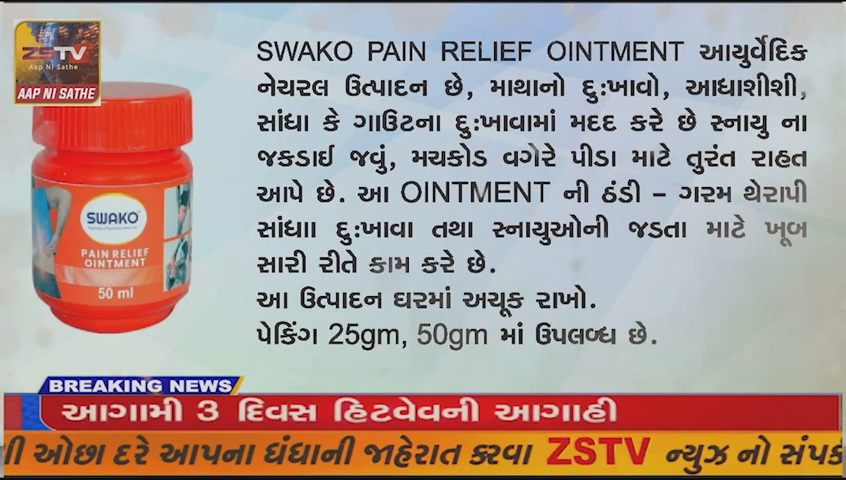 ZSTV
Aap Ni Sathe
AAP NI SATHE
SWAKO PAIN RELIEF OINTMENT આયુર્વેદિક
નેચરલ ઉત્પાદન છે, માથાનો દુઃખાવો, આધાશીશી,
સાંધા કે ગાઉટના દુઃખાવામાં મદદ કરે છે સ્નાયુ ના
જકડાઈ જવું, મચકોડ વગેરે પીડા માટે તુરંત રાહત
આપે છે. આ OINTMENT ની ઠંડી – ગરમ થેરાપી
સાંધાા દુઃખાવા તથા સ્નાયુઓની જડતા માટે ખૂબ
સારી રીતે કામ કરે છે.
આ ઉત્પાદન ઘરમાં અચૂક રાખો.
પેકિંગ 25gm, 50gm માં ઉપલબ્ધ છે.
SWAKO
PAIN RELIEF
OINTMENT
50 ml
BREAKING NEWS
આગામી 3 દિવસ હિટવેવની આગાહી
ઓછા દરે આપના ધંધાની જાહેરાત કરવા ZSTV ન્યુઝ નો